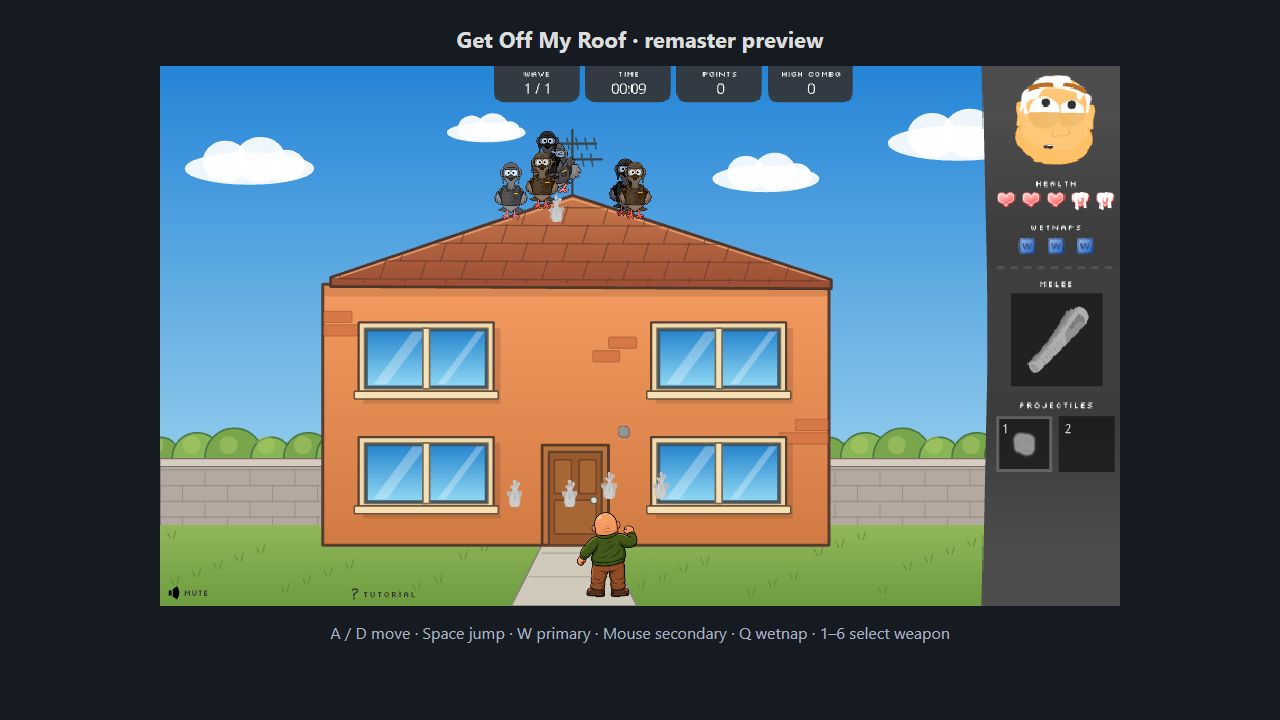 Get Off My Roof · remaster preview
WAVE
1 / 1
TIME
00:09
POINTS
0
HIGH COMBO
0
HEALTH
WETNAPS
W W W
MELEE
PROJECTILES
1 2
MUTE
? TUTORIAL
A / D move · Space jump · W primary · Mouse secondary · Q wetnap · 1–6 select weapon